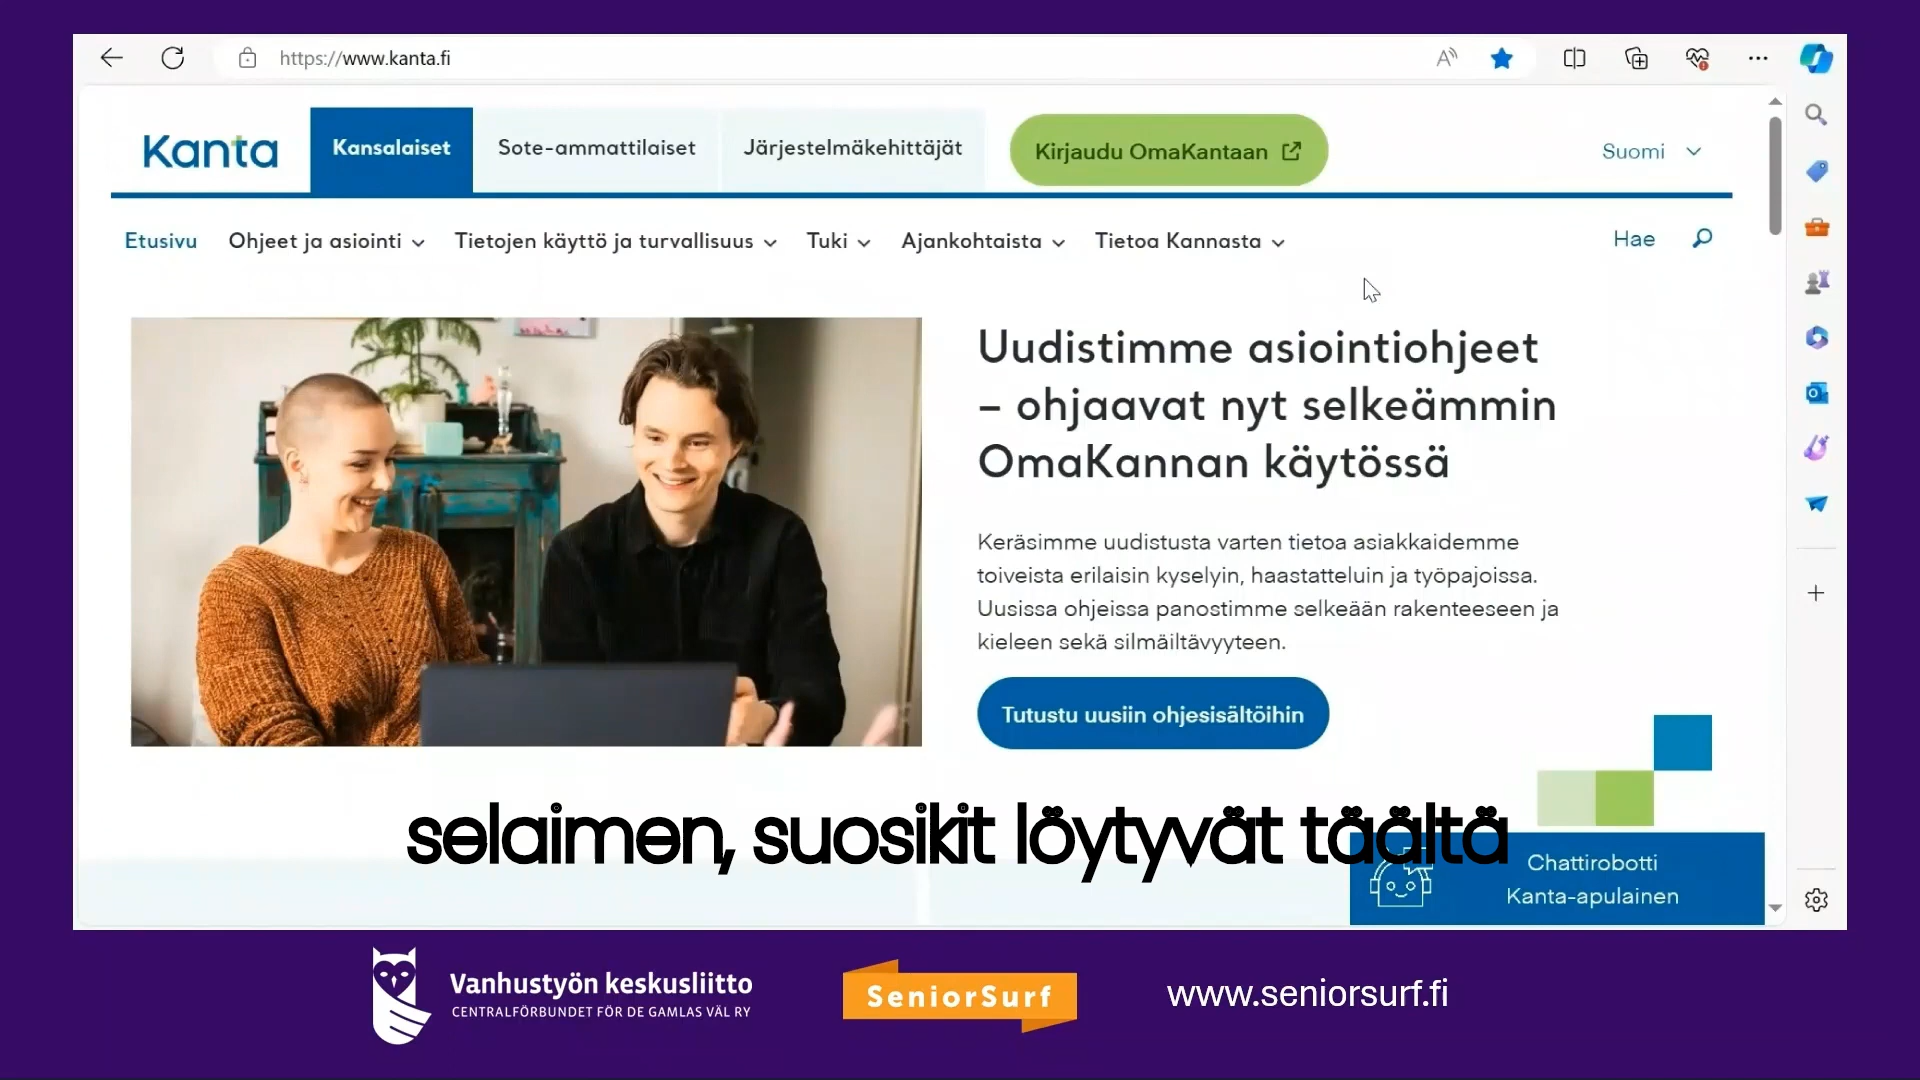 https://www.kanta.fi
Kanta
Kansalaiset
Sote-ammattilaiset
Järjestelmäkehittäjät
Kirjaudu OmaKantaan
Suomi
Etusivu
Ohjeet ja asiointi
Tietojen käyttö ja turvallisuus
Tuki
Ajankohtaista
Tietoa Kannasta
Hae
Uudistimme asiointiohjeet
– ohjaavat nyt selkeämmin
OmaKannan käytössä
Keräsimme uudistusta varten tietoa asiakkaidemme
toiveista erilaisin kyselyin, haastatteluin ja työpajoissa.
Uusissa ohjeissa panostimme selkeään rakenteeseen ja
kieleen sekä silmäiltävyyteen.
Tutustu uusiin ohjesisältöihin
selaimen, suosikit löytyvät täältä
Chattirobotti
Kanta-apulainen
Vanhustyön keskusliitto
CENTRALFÖRBUNDET FÖR DE GAMLAS VÄL RY
SeniorSurf
www.seniorsurf.fi